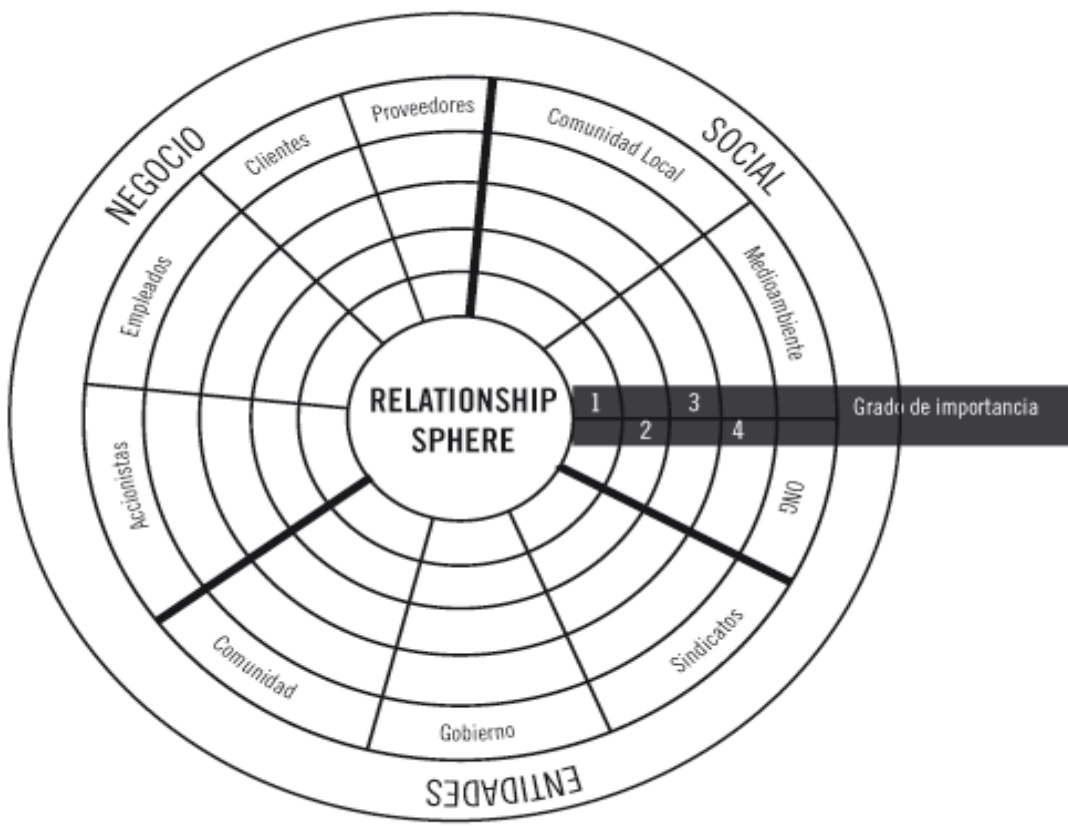 NEGOCIO
SOCIAL
ENTIDADES
Proveedores
Clientes
Empleados
Accionistas
Comunidad Local
Medioambiente
ONG
Sindicatos
Gobierno
Comunidad
RELATIONSHIP
SPHERE
1
2
3
4
Grado de importancia